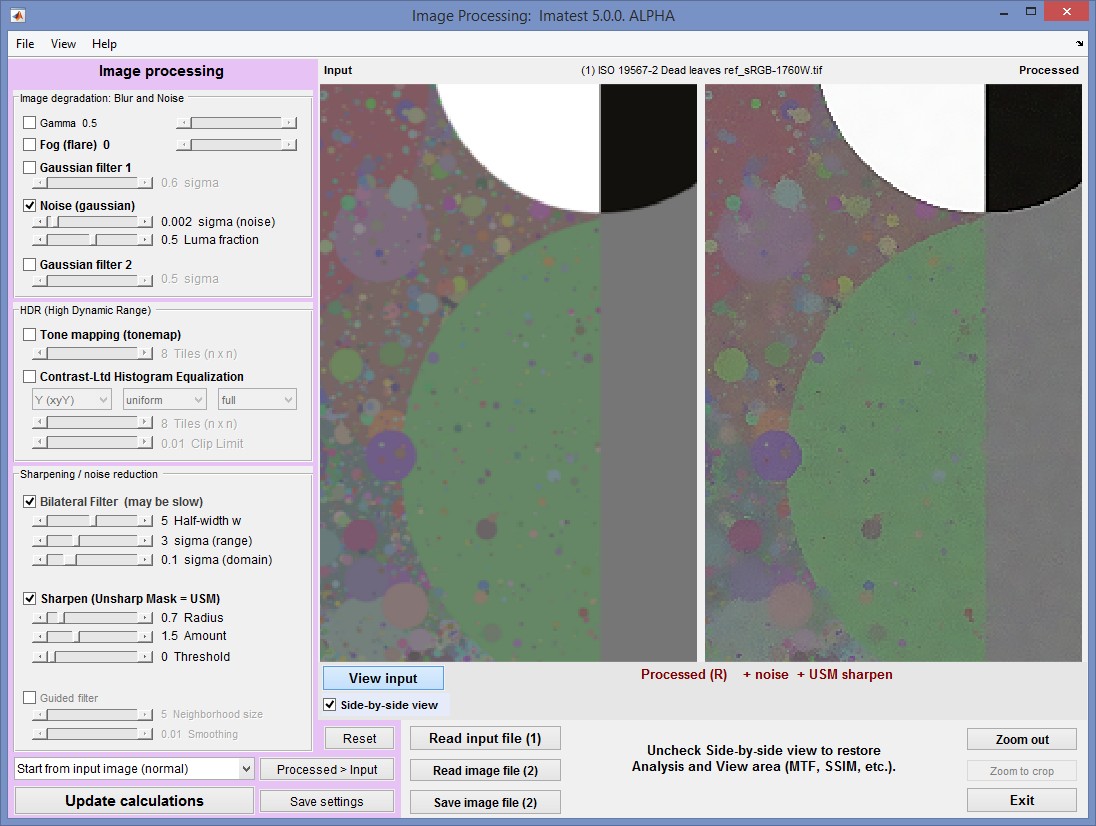 Image Processing: Imatest 5.0.0. ALPHA
File View Help
Image processing
Input (1) ISO 19567-2 Dead leaves ref_sRGB-1760W.tif Processed
Image degradation: Blur and Noise
Gamma 0.5
Fog (flare) 0
Gaussian filter 1
0.6 sigma
Noise (gaussian)
0.002 sigma (noise)
0.5 Luma fraction
Gaussian filter 2
0.5 sigma
HDR (High Dynamic Range)
Tone mapping (tonemap)
8 Tiles (n x n)
Contrast-Ltd Histogram Equalization
Y (xyY) uniform full
8 Tiles (n x n)
0.01 Clip Limit
Sharpening / noise reduction
Bilateral Filter (may be slow)
5 Half-width w
3 sigma (range)
0.1 sigma (domain)
Sharpen (Unsharp Mask = USM)
0.7 Radius
1.5 Amount
0 Threshold
Guided filter
5 Neighborhood size
0.01 Smoothing
Start from input image (normal)
Update calculations
View input
Side-by-side view
Processed (R) + noise + USM sharpen
Reset
Processed > Input
Save settings
Read input file (1)
Read image file (2)
Save image file (2)
Uncheck Side-by-side view to restore
Analysis and View area (MTF, SSIM, etc.).
Zoom out
Zoom to crop
Exit